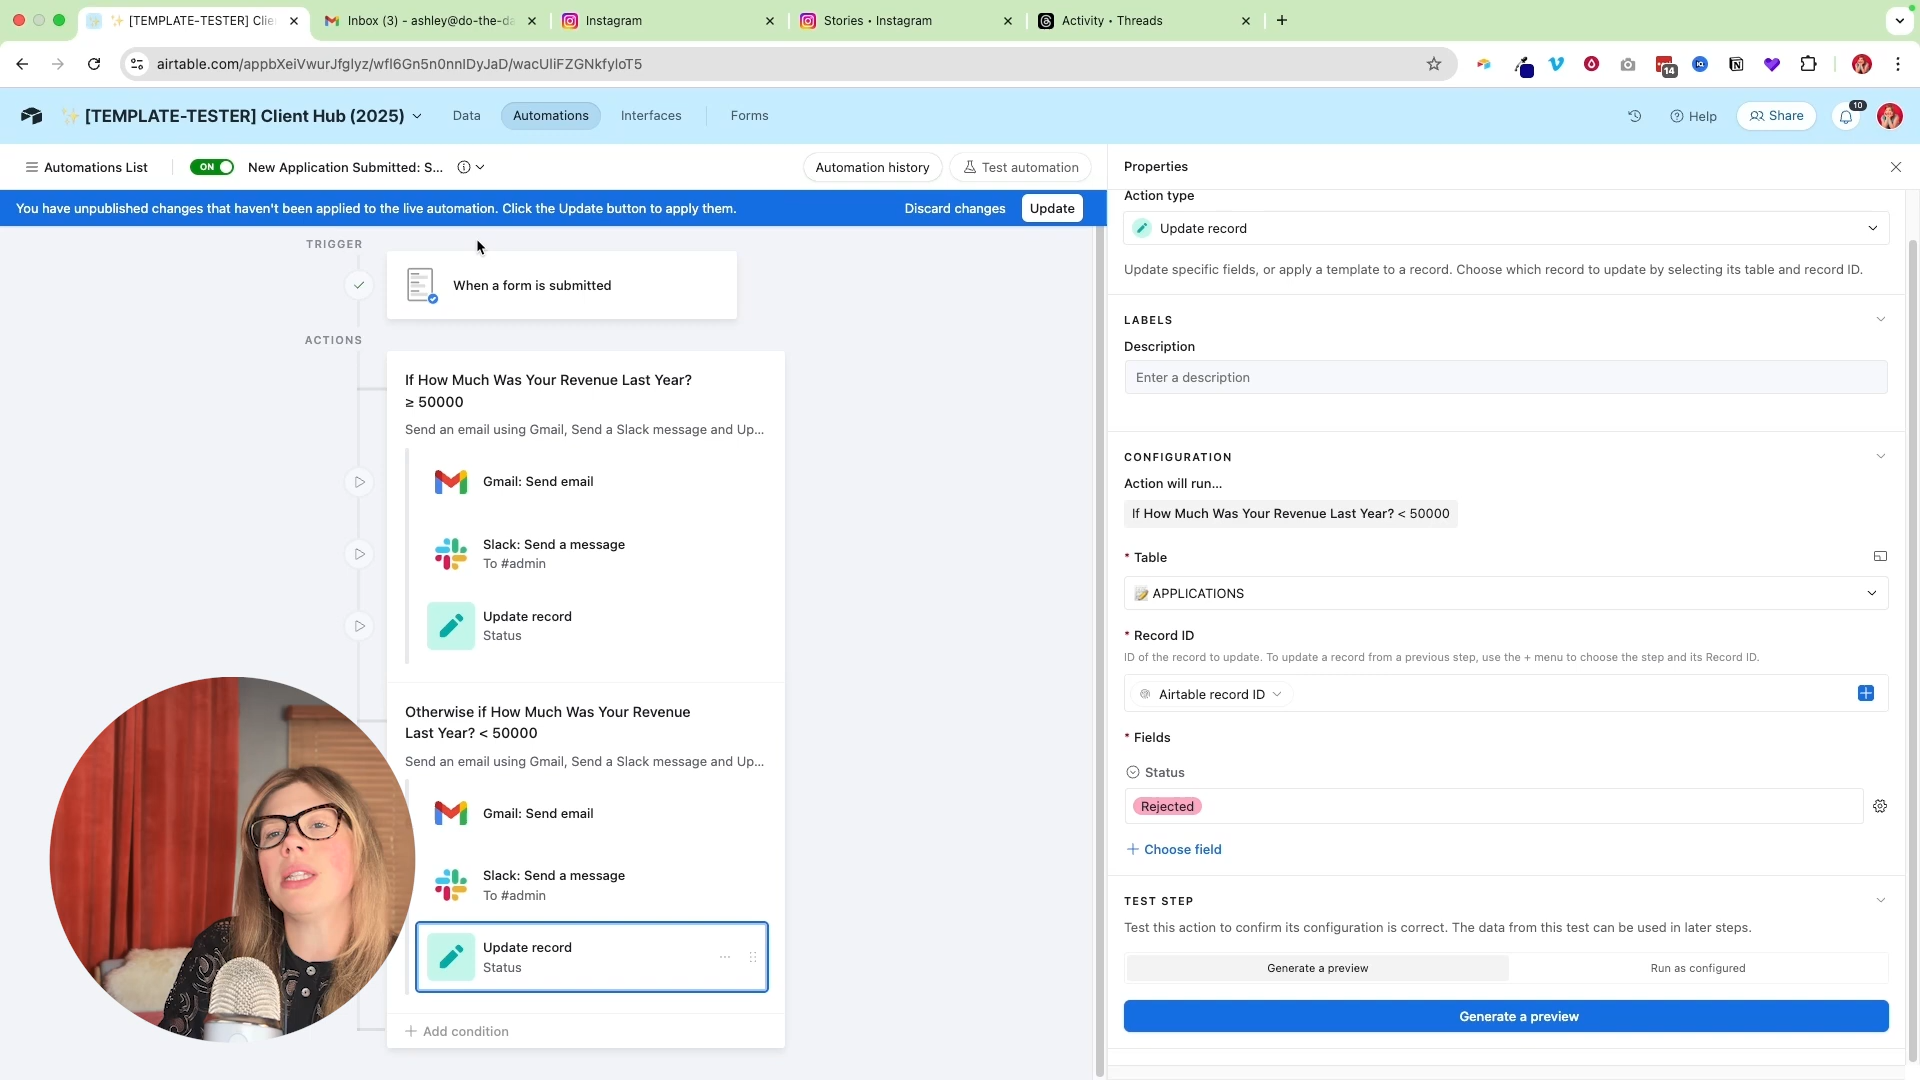 [TEMPLATE-TESTER] Clie
Inbox (3) - ashley@do-the-da
Instagram
Stories • Instagram
Activity • Threads
airtable.com/appbXeiVwurJfglyz/wfl6Gn5n0nnIDyJaD/wacUIiFZGNkfyloT5
14
[TEMPLATE-TESTER] Client Hub (2025)
Data
Automations
Interfaces
Forms
Help
Share
10
Automations List
ON
New Application Submitted: S...
Automation history
Test automation
You have unpublished changes that haven't been applied to the live automation. Click the Update button to apply them.
Discard changes
Update
TRIGGER
When a form is submitted
ACTIONS
If How Much Was Your Revenue Last Year?
≥ 50000
Send an email using Gmail, Send a Slack message and Up...
Gmail: Send email
Slack: Send a message
To #admin
Update record
Status
Otherwise if How Much Was Your Revenue
Last Year? < 50000
Send an email using Gmail, Send a Slack message and Up...
Gmail: Send email
Slack: Send a message
To #admin
Update record
Status
+ Add condition
Properties
Action type
Update record
Update specific fields, or apply a template to a record. Choose which record to update by selecting its table and record ID.
LABELS
Description
Enter a description
CONFIGURATION
Action will run...
If How Much Was Your Revenue Last Year? < 50000
* Table
APPLICATIONS
* Record ID
ID of the record to update. To update a record from a previous step, use the + menu to choose the step and its Record ID.
Airtable record ID
* Fields
Status
Rejected
+ Choose field
TEST STEP
Test this action to confirm its configuration is correct. The data from this test can be used in later steps.
Generate a preview
Run as configured
Generate a preview